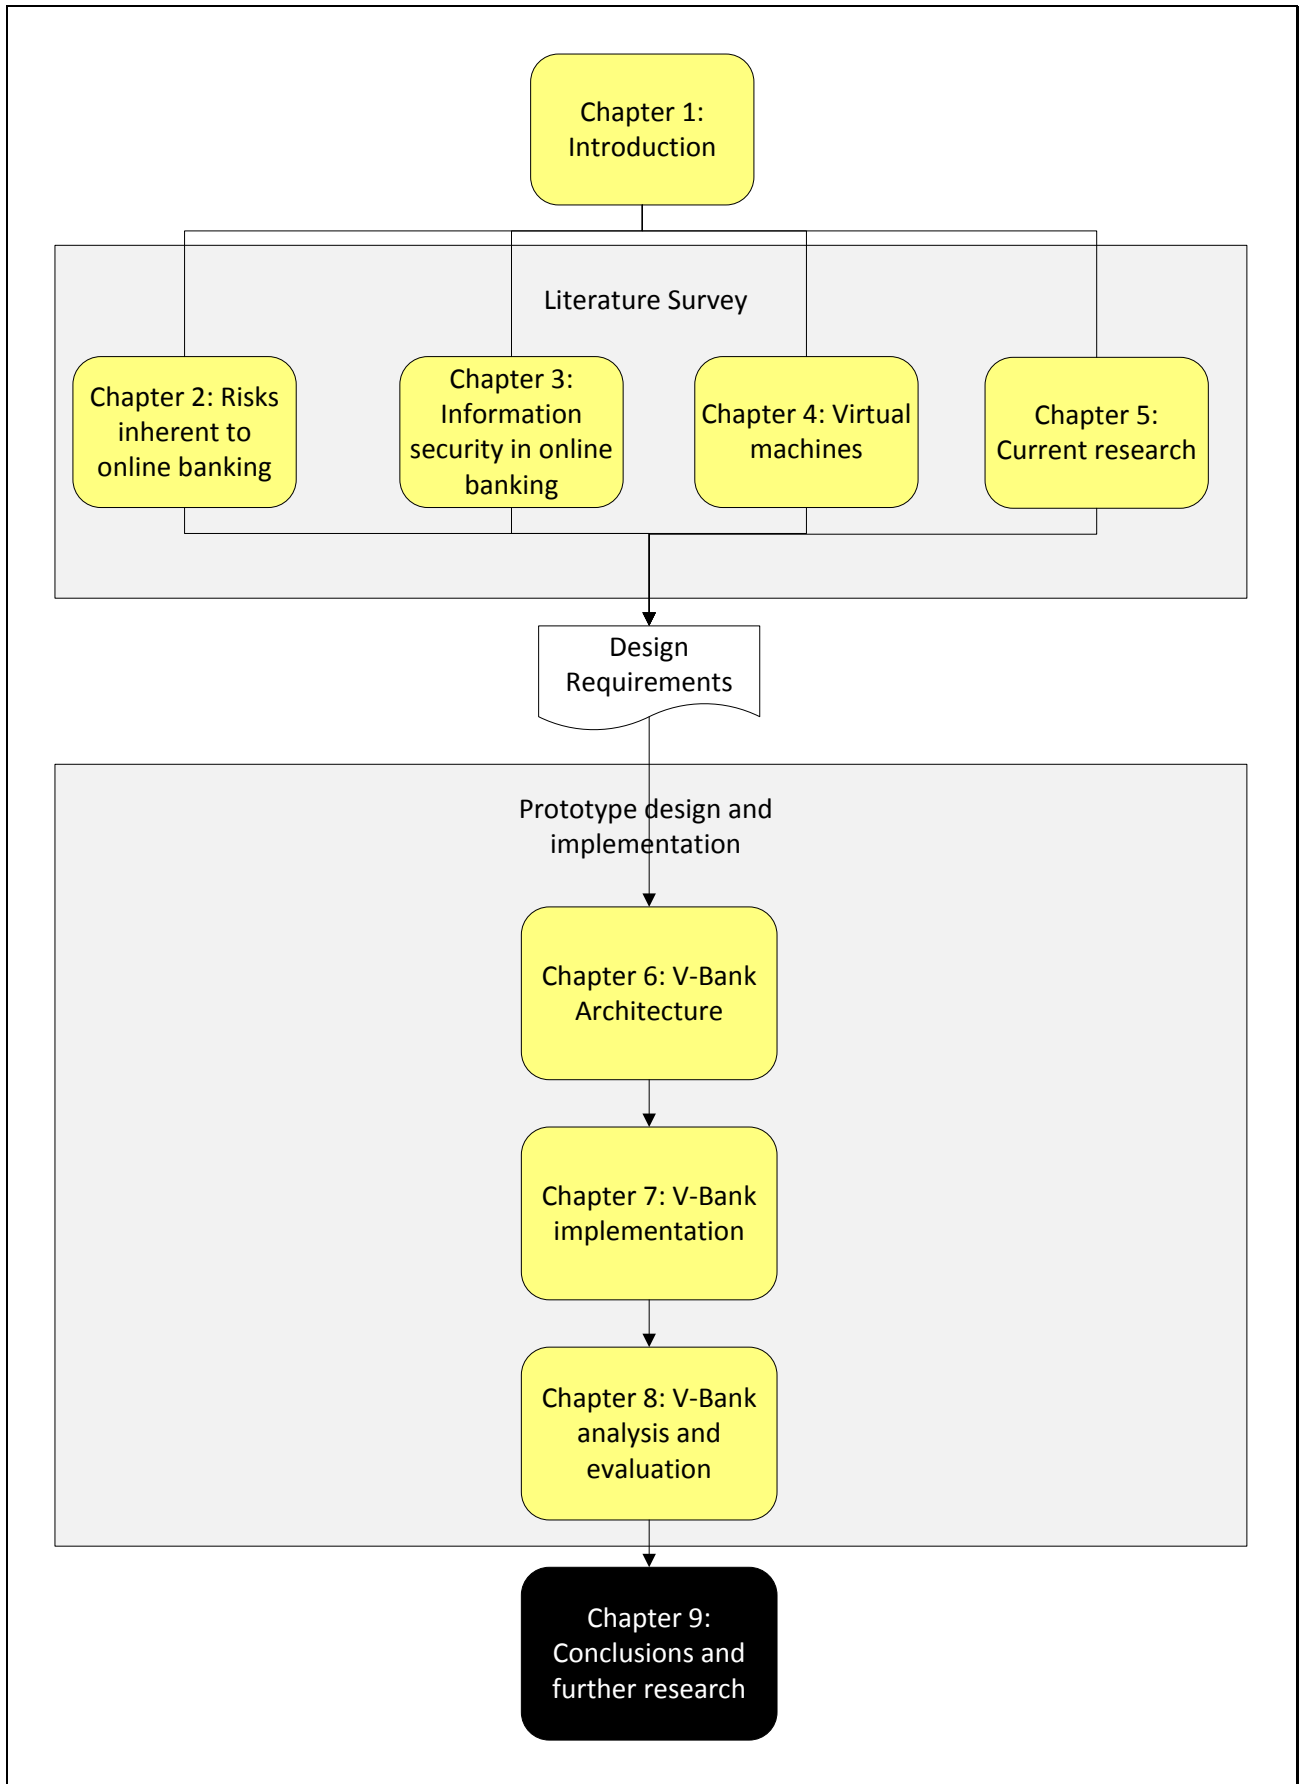 Chapter 1:
Introduction
Literature Survey
Chapter 2: Risks
inherent to
online banking
Chapter 3:
Information
security in online
banking
Chapter 4: Virtual
machines
Chapter 5:
Current research
Design
Requirements
Prototype design and
implementation
Chapter 6: V-Bank
Architecture
Chapter 7: V-Bank
implementation
Chapter 8: V-Bank
analysis and
evaluation
Chapter 9:
Conclusions and
further research